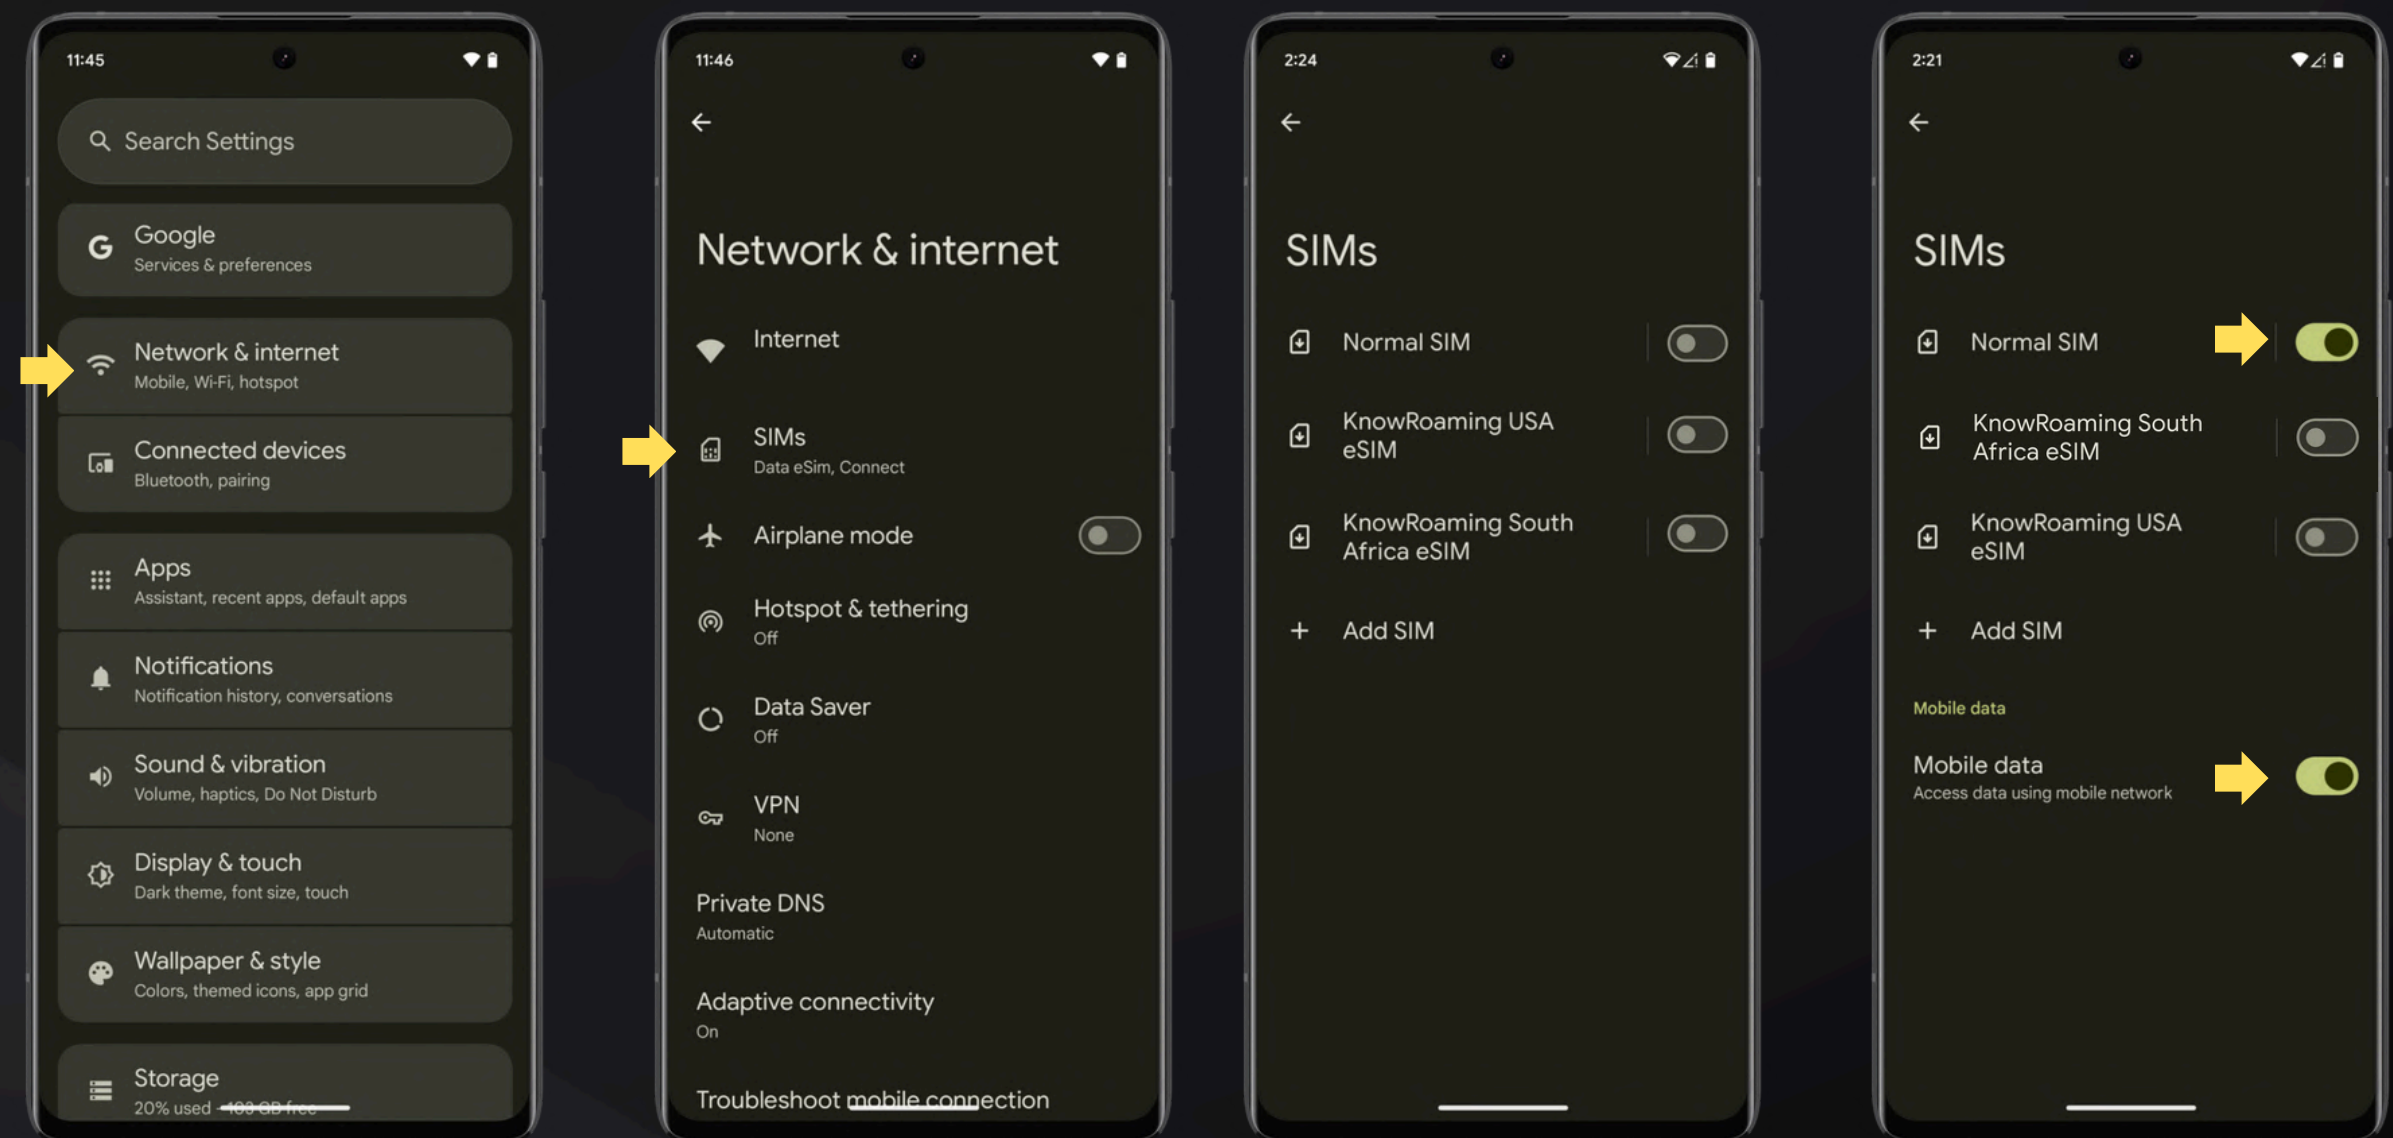 11:45
Search Settings
Google
Services & preferences
Network & internet
Mobile, Wi-Fi, hotspot
Connected devices
Bluetooth, pairing
Apps
Assistant, recent apps, default apps
Notifications
Notification history, conversations
Sound & vibration
Volume, haptics, Do Not Disturb
Display & touch
Dark theme, font size, touch
Wallpaper & style
Colors, themed icons, app grid
Storage
20% used - 103 GB free
11:46
Network & internet
Internet
SIMs
Data eSim, Connect
Airplane mode
Hotspot & tethering
Off
Data Saver
Off
VPN
None
Private DNS
Automatic
Adaptive connectivity
On
Troubleshoot mobile connection
2:24
SIMs
Normal SIM
KnowRoaming USA
eSIM
KnowRoaming South
Africa eSIM
Add SIM
2:21
SIMs
Normal SIM
KnowRoaming South
Africa eSIM
KnowRoaming USA
eSIM
Add SIM
Mobile data
Mobile data
Access data using mobile network